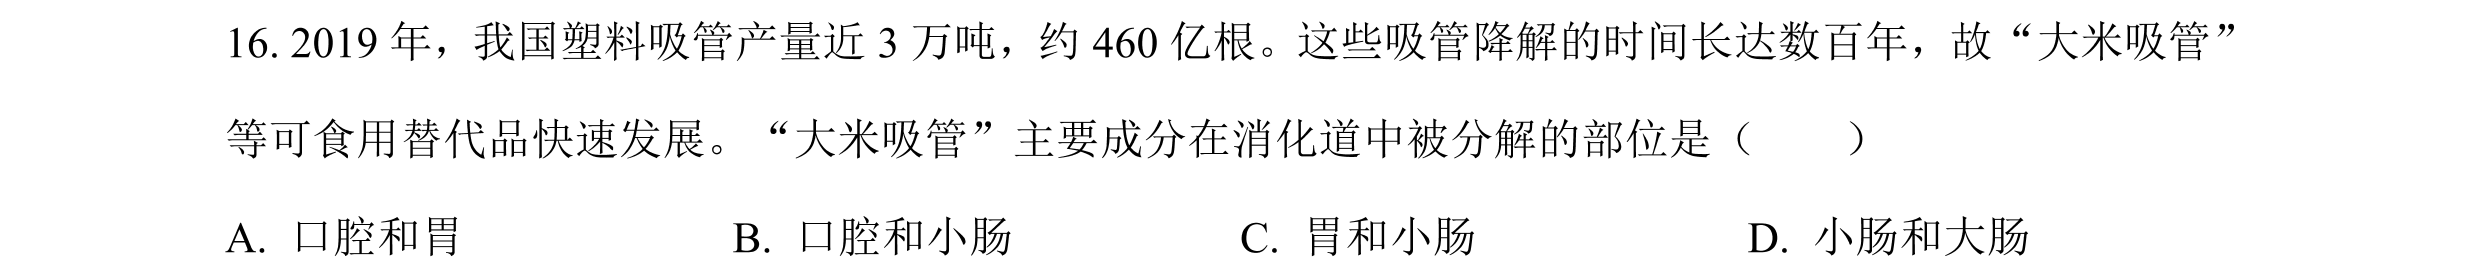 16. 2019 年，我国塑料吸管产量近 3 万吨，约 460 亿根。这些吸管降解的时间长达数百年，故“大米吸管”
等可食用替代品快速发展。“大米吸管”主要成分在消化道中被分解的部位是（　　）
A. 口腔和胃　　B. 口腔和小肠　　C. 胃和小肠　　D. 小肠和大肠